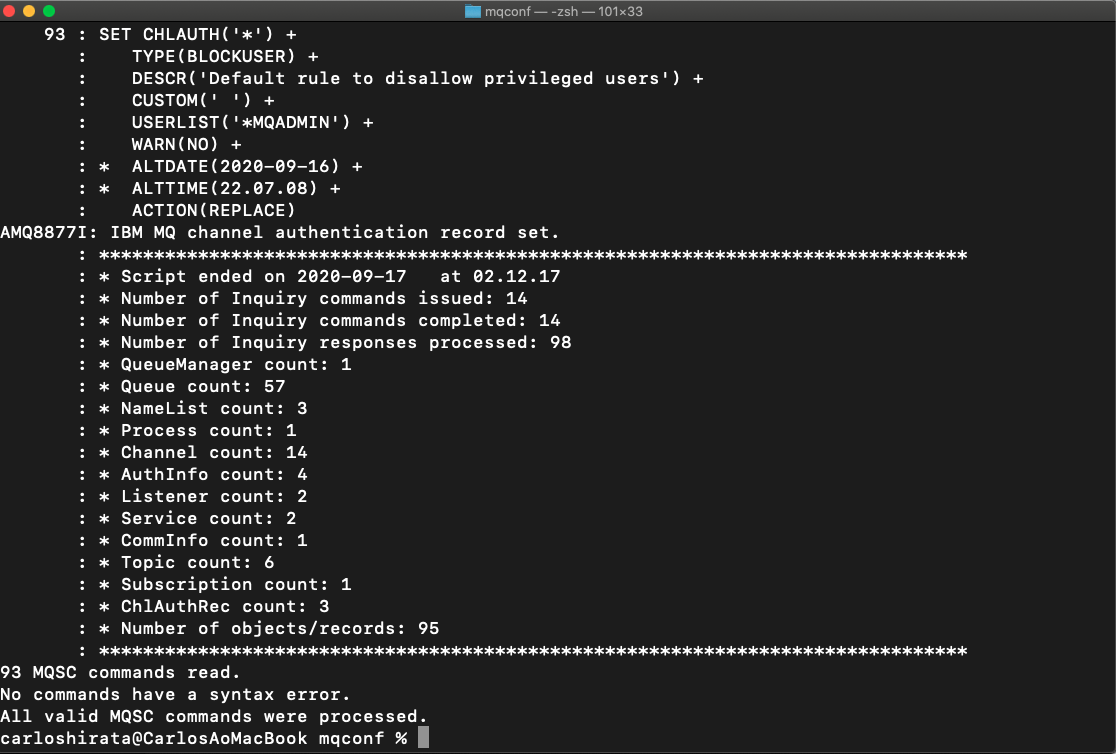 mqconf — -zsh — 101×33
93 : SET CHLAUTH('*') +
: TYPE(BLOCKUSER) +
: DESCR('Default rule to disallow privileged users') +
: CUSTOM(' ') +
: USERLIST('*MQADMIN') +
: WARN(NO) +
: * ALTDATE(2020-09-16) +
: * ALTTIME(22.07.08) +
: ACTION(REPLACE)
AMQ8877I: IBM MQ channel authentication record set.
: *******************************************************************************
: * Script ended on 2020-09-17   at 02.12.17
: * Number of Inquiry commands issued: 14
: * Number of Inquiry commands completed: 14
: * Number of Inquiry responses processed: 98
: * QueueManager count: 1
: * Queue count: 57
: * NameList count: 3
: * Process count: 1
: * Channel count: 14
: * AuthInfo count: 4
: * Listener count: 2
: * Service count: 2
: * CommInfo count: 1
: * Topic count: 6
: * Subscription count: 1
: * ChlAuthRec count: 3
: * Number of objects/records: 95
: *******************************************************************************
93 MQSC commands read.
No commands have a syntax error.
All valid MQSC commands were processed.
carloshirata@CarlosAoMacBook mqconf %